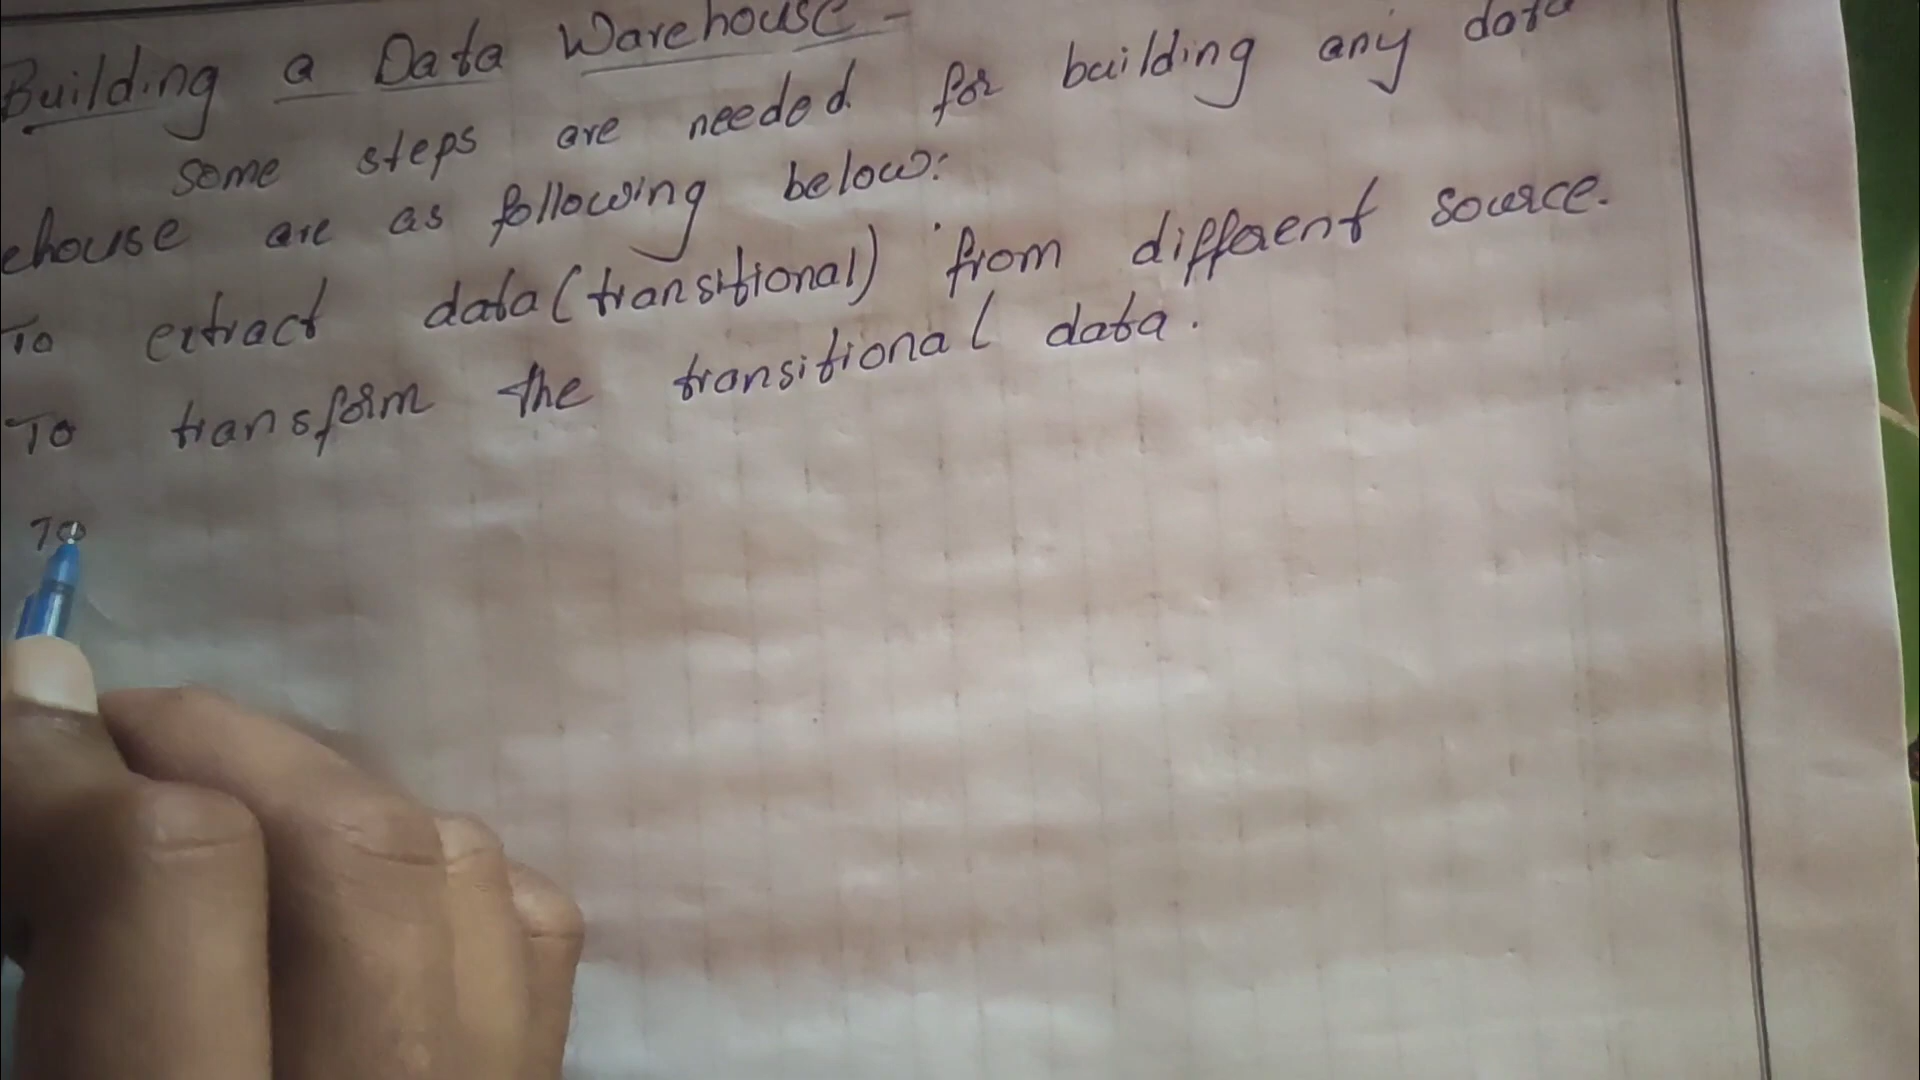 Building a Data Warehouse -
some steps are needed for building any data
ehouse are as following below:
To extract data (transitional) from diffrent source.
To transform the transitional data.
To